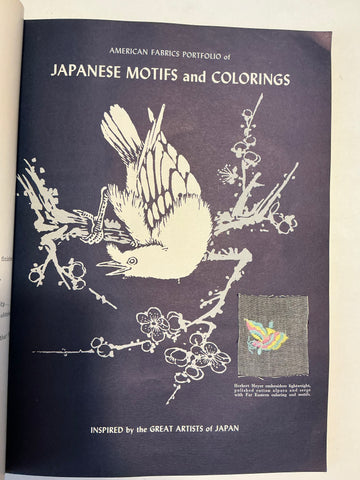 AMERICAN FABRICS PORTFOLIO of
JAPANESE MOTIFS and COLORINGS
Herbert Meyer embroiders lightweight,
polished cotton alpaca and serge
with Far Eastern coloring and motifs.
INSPIRED by the GREAT ARTISTS of JAPAN